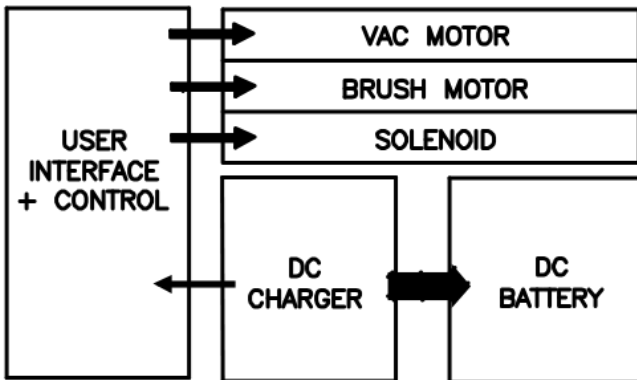 VAC MOTOR
BRUSH MOTOR
SOLENOID
USER
INTERFACE
+ CONTROL
DC
CHARGER
DC
BATTERY